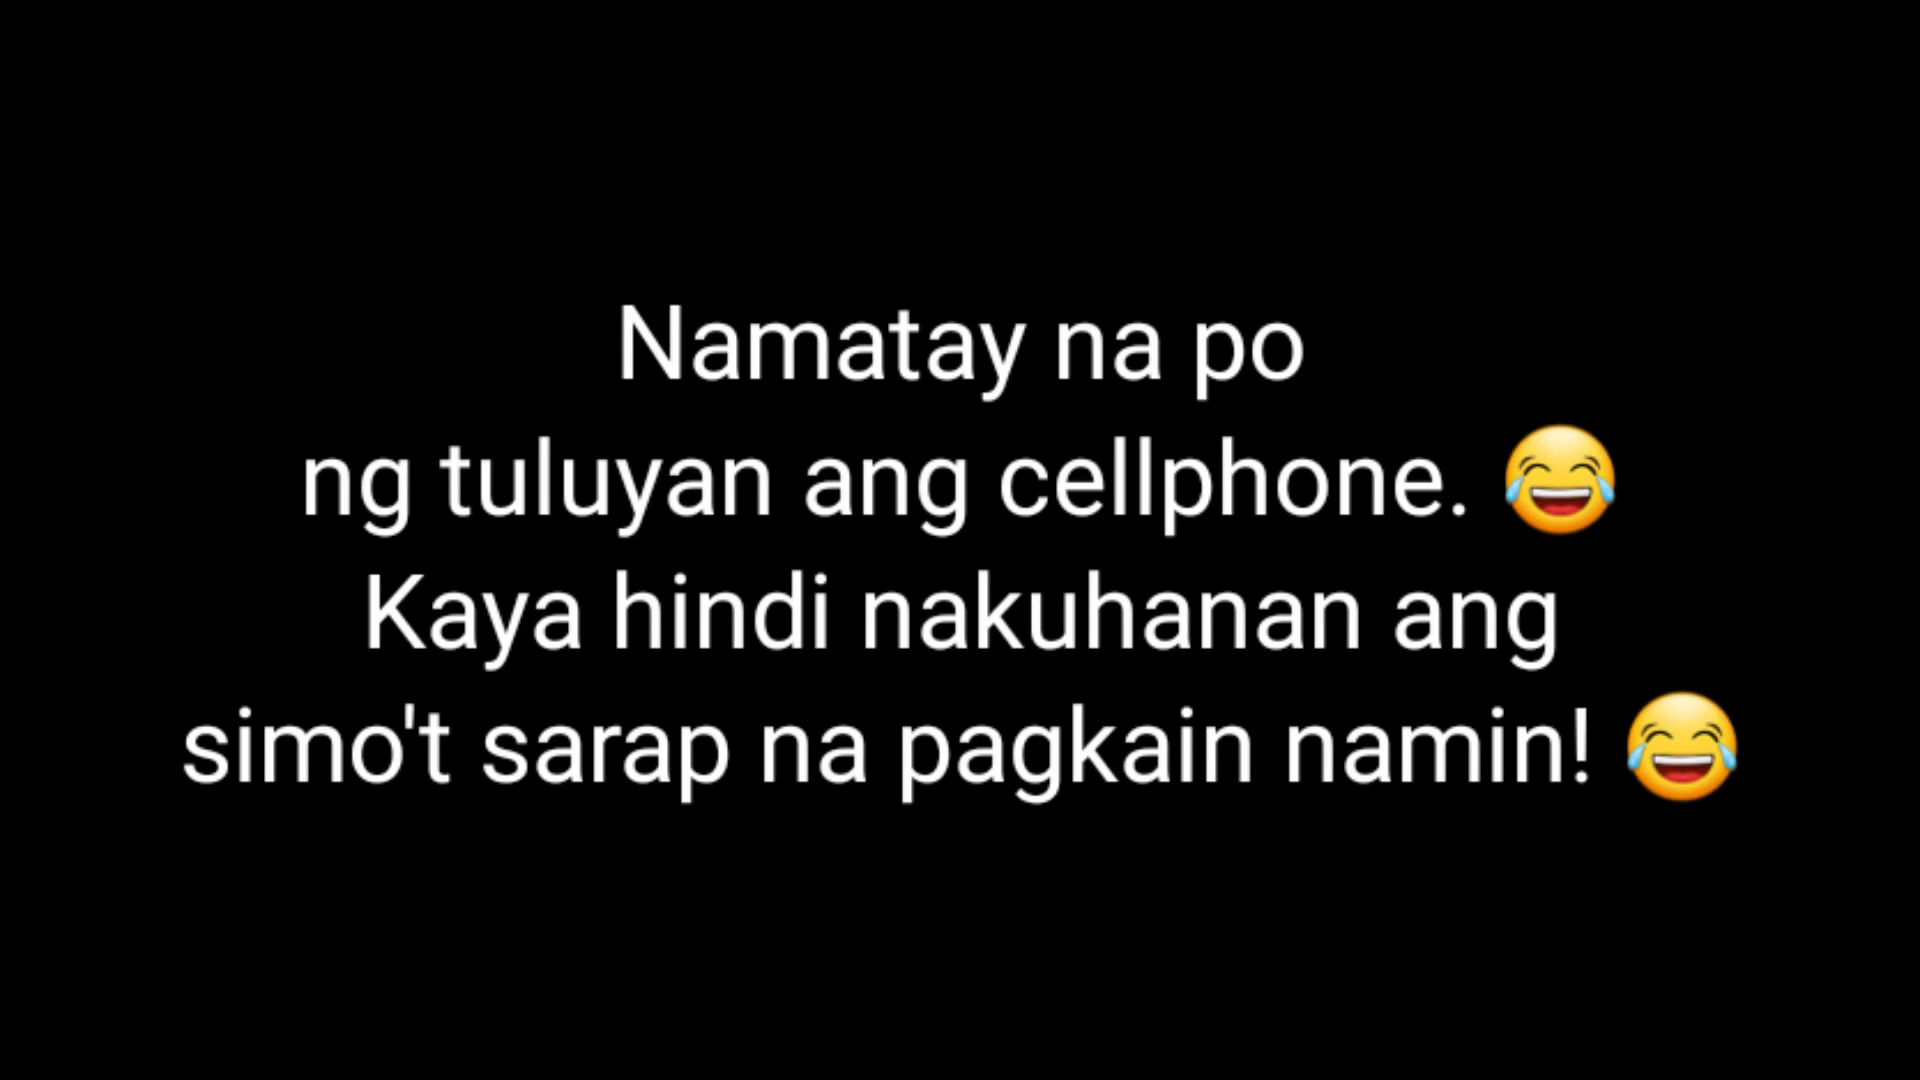 Namatay na po
ng tuluyan ang cellphone. 😂
Kaya hindi nakuhanan ang
simo't sarap na pagkain namin! 😂